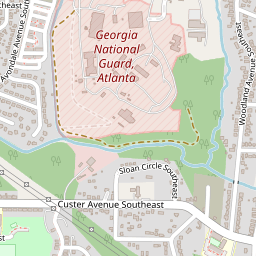 Georgia
National
Guard,
Atlanta
Avondale Avenue Southeast
Woodland Avenue Southeast
Sloan Circle Southeast
Custer Avenue Southeast